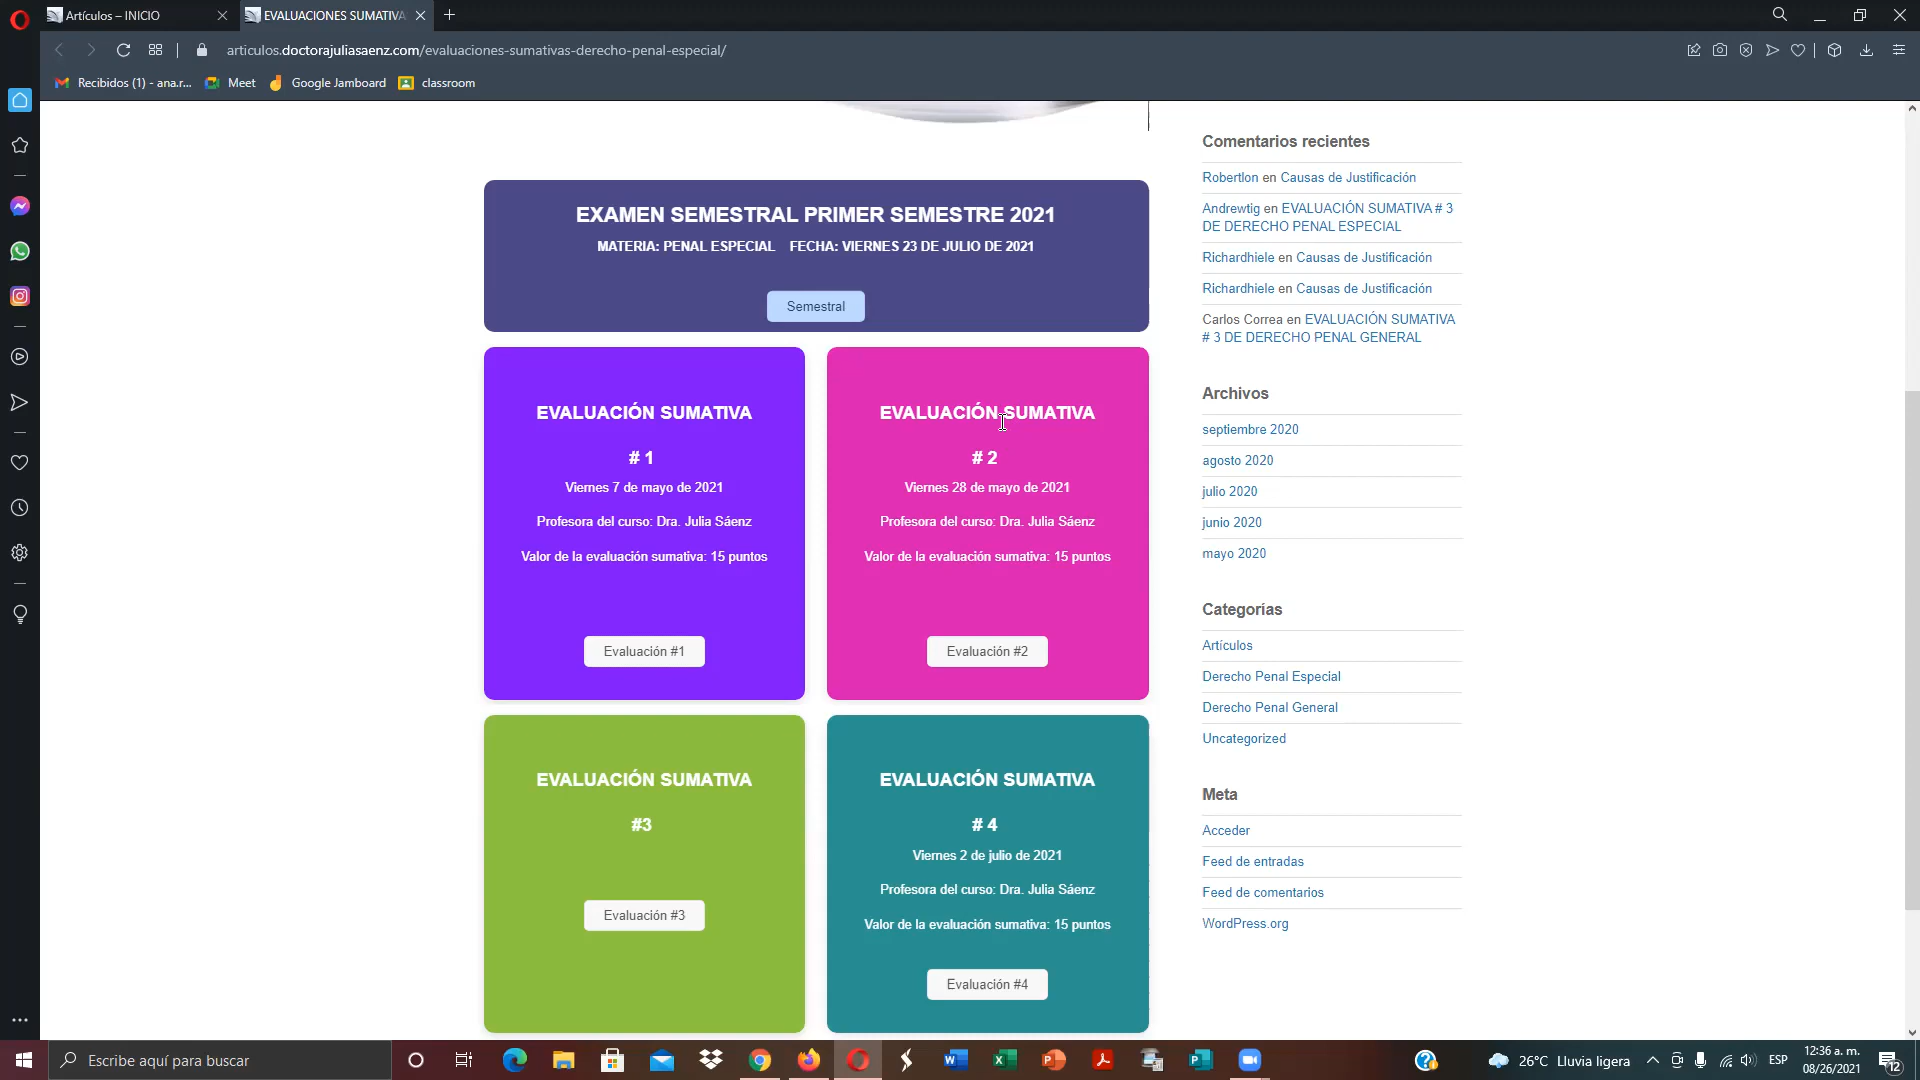 Artículos – INICIO
EVALUACIONES SUMATIVA
articulos.doctorajuliasaenz.com/evaluaciones-sumativas-derecho-penal-especial/
Recibidos (1) - ana.r...
Meet
Google Jamboard
classroom
EXAMEN SEMESTRAL PRIMER SEMESTRE 2021
MATERIA: PENAL ESPECIAL FECHA: VIERNES 23 DE JULIO DE 2021
Semestral
EVALUACIÓN SUMATIVA
# 1
Viernes 7 de mayo de 2021
Profesora del curso: Dra. Julia Sáenz
Valor de la evaluación sumativa: 15 puntos
Evaluación #1
EVALUACIÓN SUMATIVA
# 2
Viernes 28 de mayo de 2021
Profesora del curso: Dra. Julia Sáenz
Valor de la evaluación sumativa: 15 puntos
Evaluación #2
EVALUACIÓN SUMATIVA
#3
Evaluación #3
EVALUACIÓN SUMATIVA
# 4
Viernes 2 de julio de 2021
Profesora del curso: Dra. Julia Sáenz
Valor de la evaluación sumativa: 15 puntos
Evaluación #4
Comentarios recientes
Robertlon en Causas de Justificación
Andrewtig en EVALUACIÓN SUMATIVA # 3
DE DERECHO PENAL ESPECIAL
Richardhiele en Causas de Justificación
Richardhiele en Causas de Justificación
Carlos Correa en EVALUACIÓN SUMATIVA
# 3 DE DERECHO PENAL GENERAL
Archivos
septiembre 2020
agosto 2020
julio 2020
junio 2020
mayo 2020
Categorías
Artículos
Derecho Penal Especial
Derecho Penal General
Uncategorized
Meta
Acceder
Feed de entradas
Feed de comentarios
WordPress.org
Escribe aquí para buscar
26°C Lluvia ligera
ESP
12:36 a. m.
08/26/2021
12